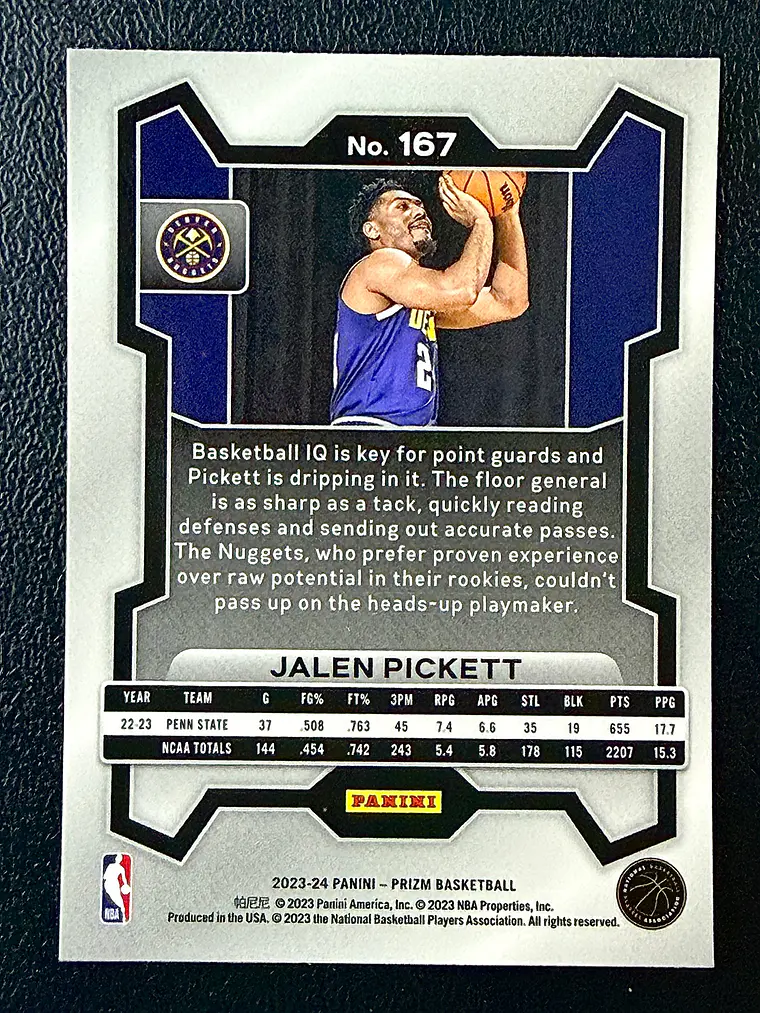 No. 167
DENVER
NUGGETS
Basketball IQ is key for point guards and
Pickett is dripping in it. The floor general
is as sharp as a tack, quickly reading
defenses and sending out accurate passes.
The Nuggets, who prefer proven experience
over raw potential in their rookies, couldn't
pass up on the heads-up playmaker.
JALEN PICKETT
YEAR TEAM G FG% FT% 3PM RPG APG STL BLK PTS PPG
22-23 PENN STATE 37 .508 .763 45 7.4 6.6 35 19 655 17.7
NCAA TOTALS 144 .454 .742 243 5.4 5.8 178 115 2207 15.3
PANINI
NBA
2023-24 PANINI – PRIZM BASKETBALL
帕尼尼 © 2023 Panini America, Inc. © 2023 NBA Properties, Inc.
Produced in the USA. © 2023 the National Basketball Players Association. All rights reserved.